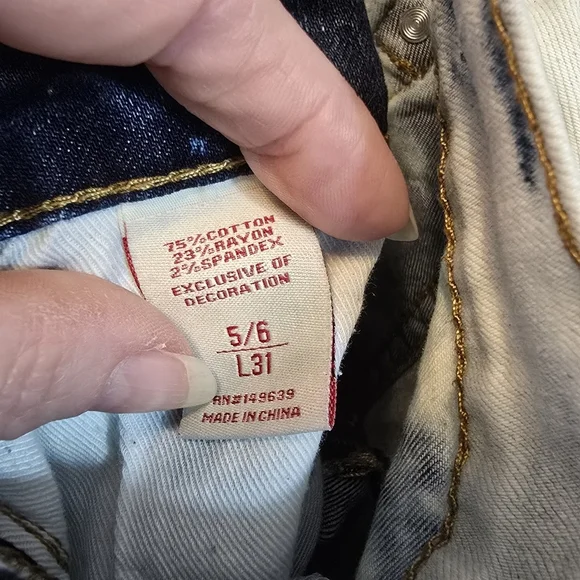 75%COTTON
23%RAYON
2%SPANDEX
EXCLUSIVE OF
DECORATION
5/6
L31
RN#149639
MADE IN CHINA